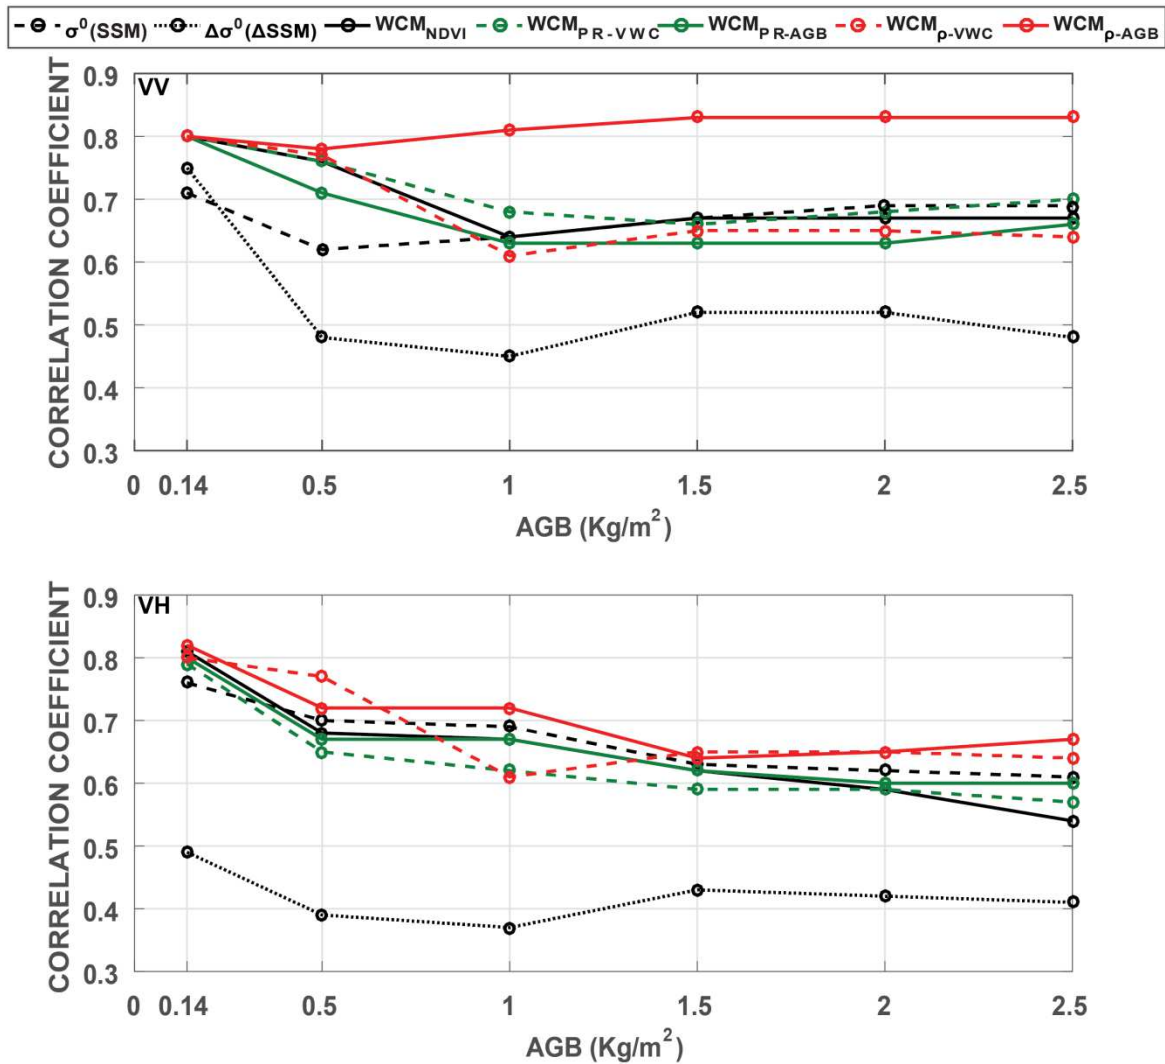 σ⁰(SSM) Δσ⁰(ΔSSM) WCM_NDVI WCM_PR-VWC WCM_PR-AGB WCM_ρ-VWC WCM_ρ-AGB
VV
CORRELATION COEFFICIENT
0.9
0.8
0.7
0.6
0.5
0.4
0.3
0 0.14 0.5 1 1.5 2 2.5
AGB (Kg/m²)
VH
CORRELATION COEFFICIENT
0.9
0.8
0.7
0.6
0.5
0.4
0.3
0 0.14 0.5 1 1.5 2 2.5
AGB (Kg/m²)